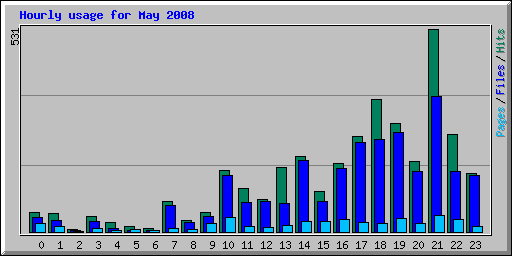 Hourly usage for May 2008
531
Pages / Files / Hits
0 1 2 3 4 5 6 7 8 9 10 11 12 13 14 15 16 17 18 19 20 21 22 23